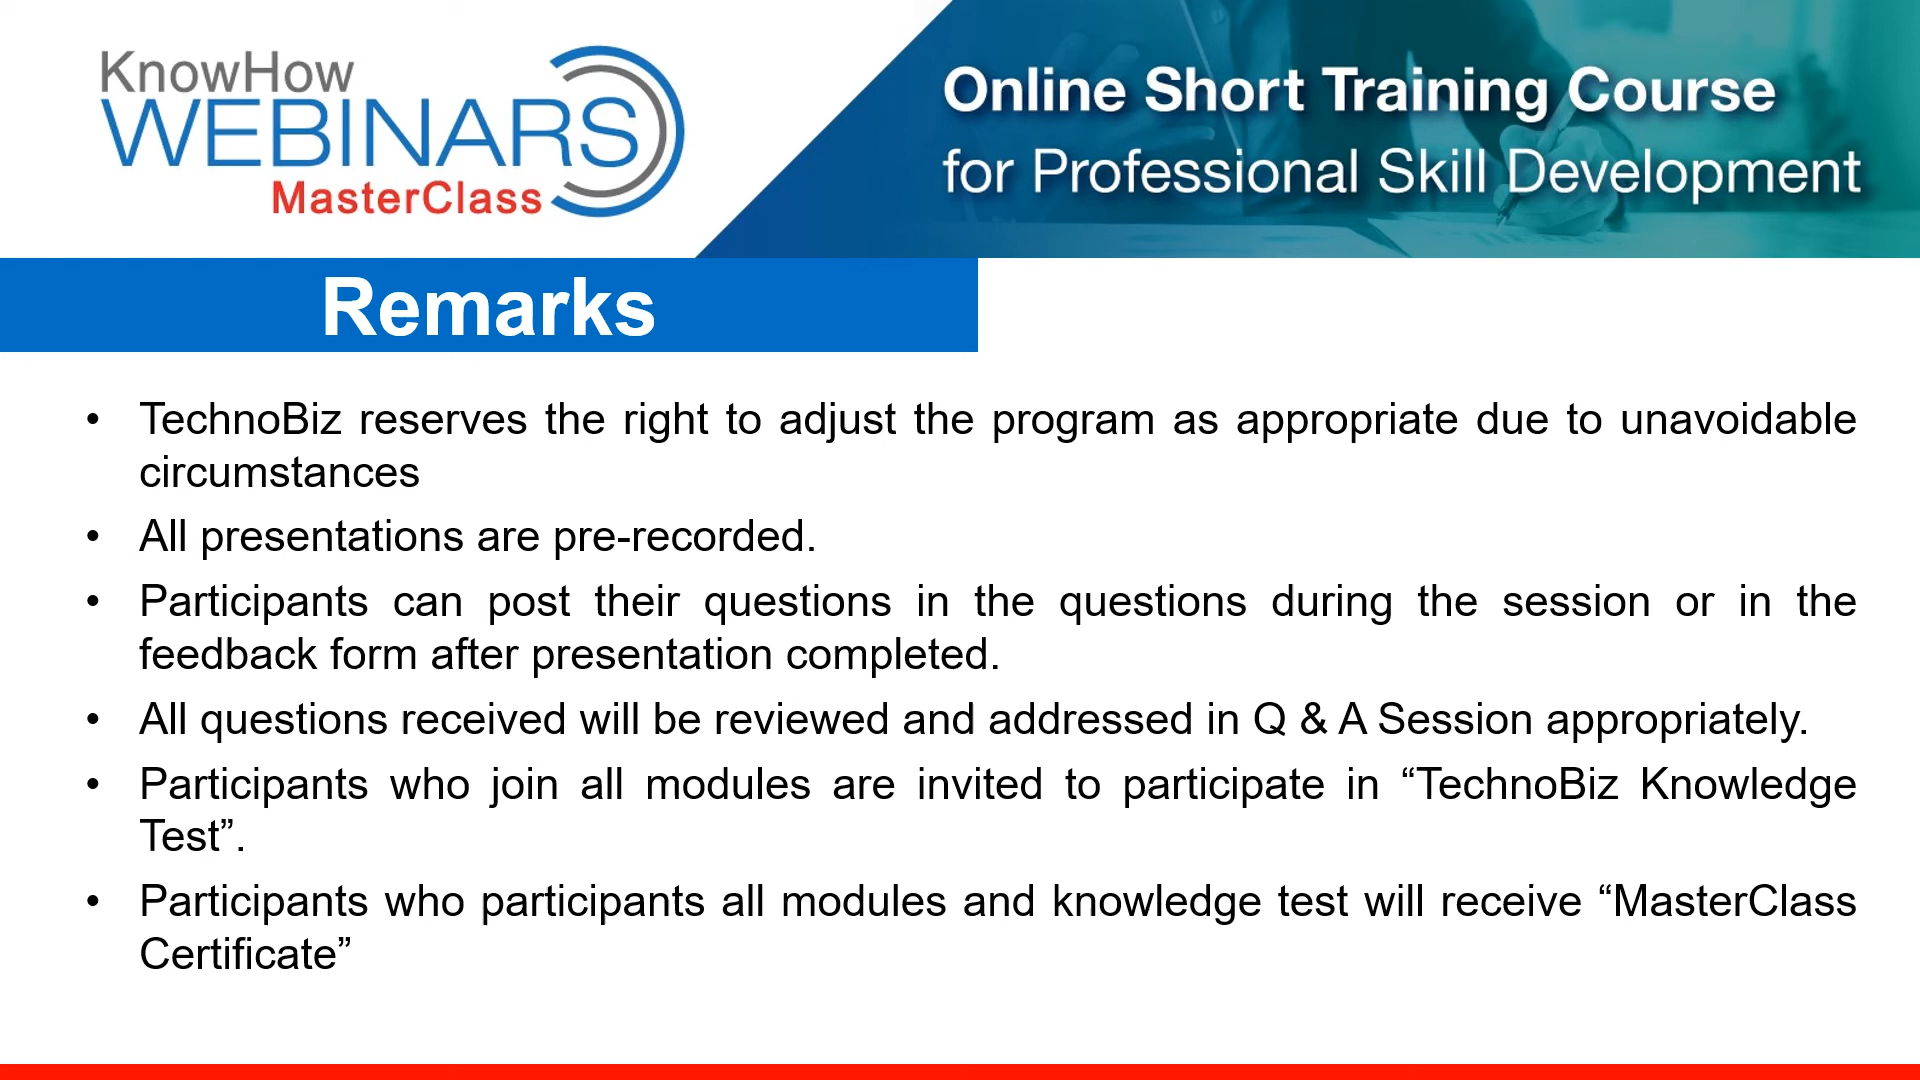 KnowHow
WEBINARS
MasterClass
Online Short Training Course
for Professional Skill Development
Remarks
• TechnoBiz reserves the right to adjust the program as appropriate due to unavoidable
circumstances
• All presentations are pre-recorded.
• Participants can post their questions in the questions during the session or in the
feedback form after presentation completed.
• All questions received will be reviewed and addressed in Q & A Session appropriately.
• Participants who join all modules are invited to participate in “TechnoBiz Knowledge
Test”.
• Participants who participants all modules and knowledge test will receive “MasterClass
Certificate”